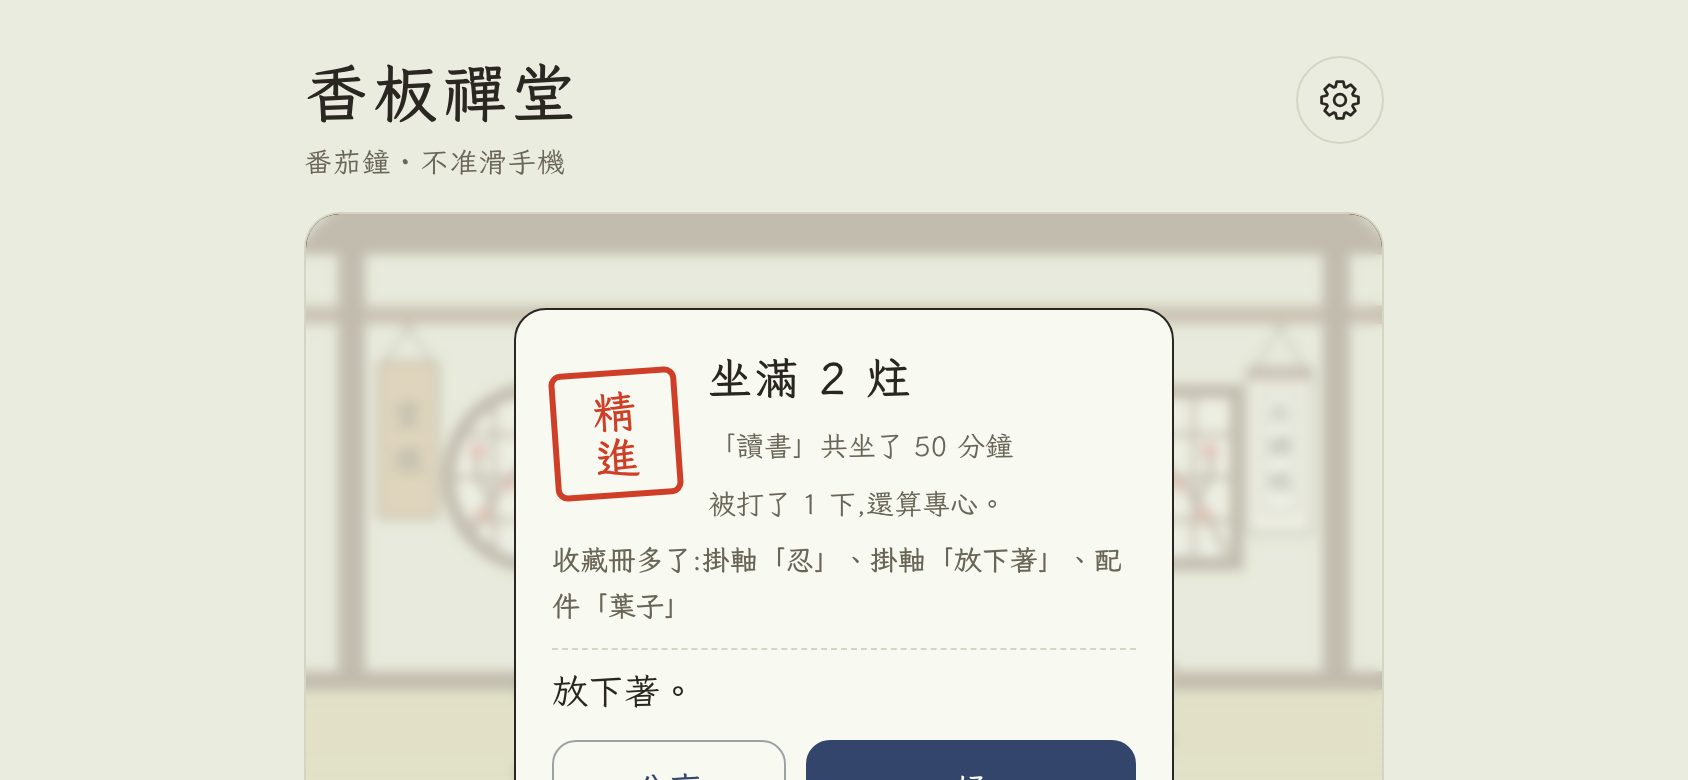 香板禪堂
番茄鐘・不准滑手機
精
進
坐滿 2 炷
「讀書」共坐了 50 分鐘
被打了 1 下,還算專心。
收藏冊多了:掛軸「忍」、掛軸「放下著」、配
件「葉子」
放下著。